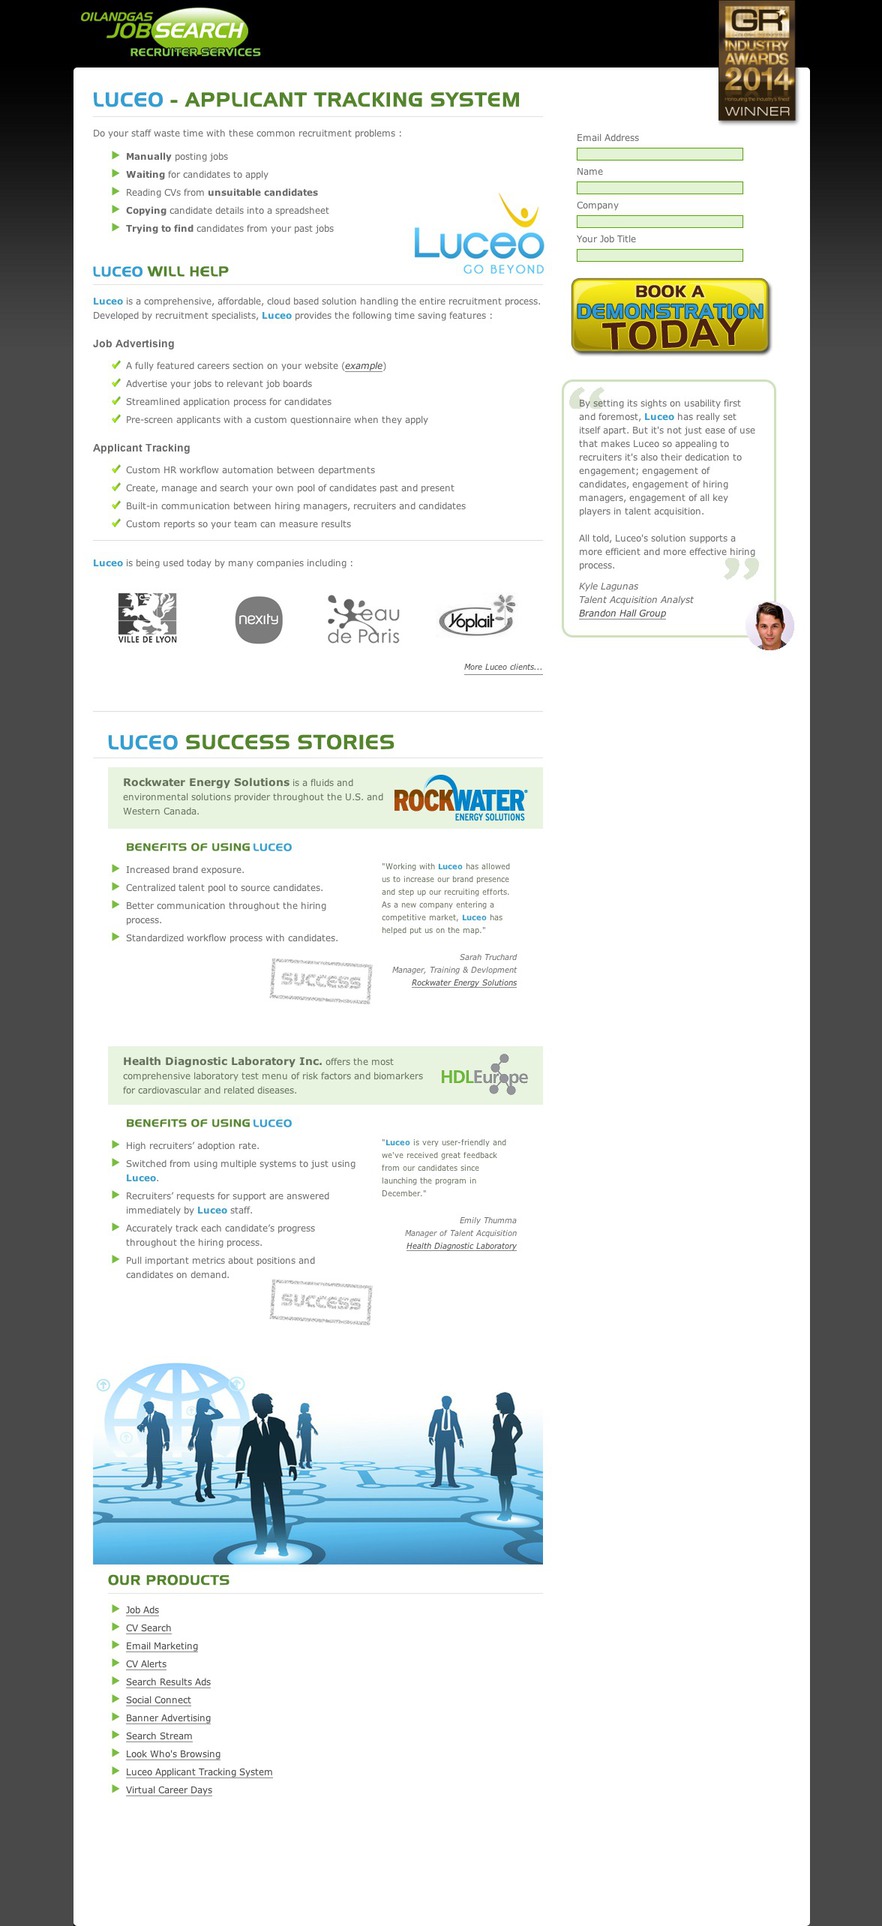 OILANDGAS
JOBSEARCH
RECRUITER SERVICES
GR
INDUSTRY
AWARDS
2014
WINNER
LUCEO - APPLICANT TRACKING SYSTEM
Do your staff waste time with these common recruitment problems :
Manually posting jobs
Waiting for candidates to apply
Reading CVs from unsuitable candidates
Copying candidate details into a spreadsheet
Trying to find candidates from your past jobs
Luceo
GO BEYOND
LUCEO WILL HELP
Luceo is a comprehensive, affordable, cloud based solution handling the entire recruitment process.
Developed by recruitment specialists, Luceo provides the following time saving features :
Job Advertising
A fully featured careers section on your website (example)
Advertise your jobs to relevant job boards
Streamlined application process for candidates
Pre-screen applicants with a custom questionnaire when they apply
Applicant Tracking
Custom HR workflow automation between departments
Create, manage and search your own pool of candidates past and present
Built-in communication between hiring managers, recruiters and candidates
Custom reports so your team can measure results
Luceo is being used today by many companies including :
VILLE DE LYON
nexity
eau
de Paris
Yoplait
More Luceo clients...
Email Address
Name
Company
Your Job Title
BOOK A
DEMONSTRATION
TODAY
“
By setting its sights on usability first
and foremost, Luceo has really set
itself apart. But it's not just ease of use
that makes Luceo so appealing to
recruiters it's also their dedication to
engagement; engagement of
candidates, engagement of hiring
managers, engagement of all key
players in talent acquisition.
All told, Luceo's solution supports a
more efficient and more effective hiring
process.
”
Kyle Lagunas
Talent Acquisition Analyst
Brandon Hall Group
LUCEO SUCCESS STORIES
Rockwater Energy Solutions is a fluids and
environmental solutions provider throughout the U.S. and
Western Canada.
ROCKWATER®
ENERGY SOLUTIONS
BENEFITS OF USING LUCEO
Increased brand exposure.
Centralized talent pool to source candidates.
Better communication throughout the hiring
process.
Standardized workflow process with candidates.
"Working with Luceo has allowed
us to increase our brand presence
and step up our recruiting efforts.
As a new company entering a
competitive market, Luceo has
helped put us on the map."
Sarah Truchard
Manager, Training & Devlopment
Rockwater Energy Solutions
SUCCESS
Health Diagnostic Laboratory Inc. offers the most
comprehensive laboratory test menu of risk factors and biomarkers
for cardiovascular and related diseases.
HDLEurope
BENEFITS OF USING LUCEO
High recruiters’ adoption rate.
Switched from using multiple systems to just using
Luceo.
Recruiters’ requests for support are answered
immediately by Luceo staff.
Accurately track each candidate’s progress
throughout the hiring process.
Pull important metrics about positions and
candidates on demand.
"Luceo is very user-friendly and
we've received great feedback
from our candidates since
launching the program in
December."
Emily Thumma
Manager of Talent Acquisition
Health Diagnostic Laboratory
SUCCESS
OUR PRODUCTS
Job Ads
CV Search
Email Marketing
CV Alerts
Search Results Ads
Social Connect
Banner Advertising
Search Stream
Look Who's Browsing
Luceo Applicant Tracking System
Virtual Career Days